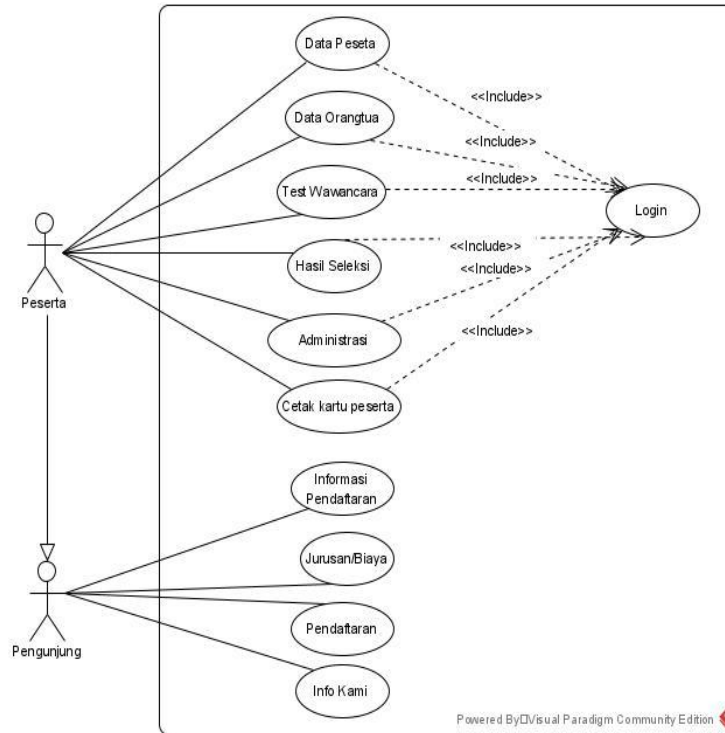 Data Peseta
<<Include>>
Data Orangtua
<<Include>>
Test Wawancara
<<Include>>
Login
Hasil Seleksi
<<Include>>
<<Include>>
Peserta
Administrasi
<<Include>>
Cetak kartu peserta
Informasi
Pendaftaran
Jurusan/Biaya
Pendaftaran
Pengunjung
Info Kami
Powered By□Visual Paradigm Community Edition